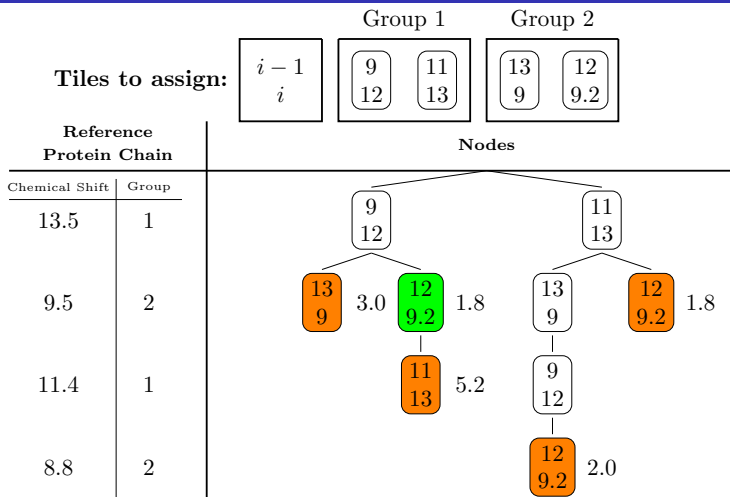 Group 1 Group 2
Tiles to assign: i − 1 9 11 13 12
i 12 13 9 9.2
Reference
Protein Chain
Nodes
Chemical Shift Group
9 11
13.5 1
12 13
13 12 13 12
9.5 2 3.0 1.8 1.8
9 9.2 9 9.2
11 9
11.4 1 5.2
13 12
12
8.8 2 2.0
9.2